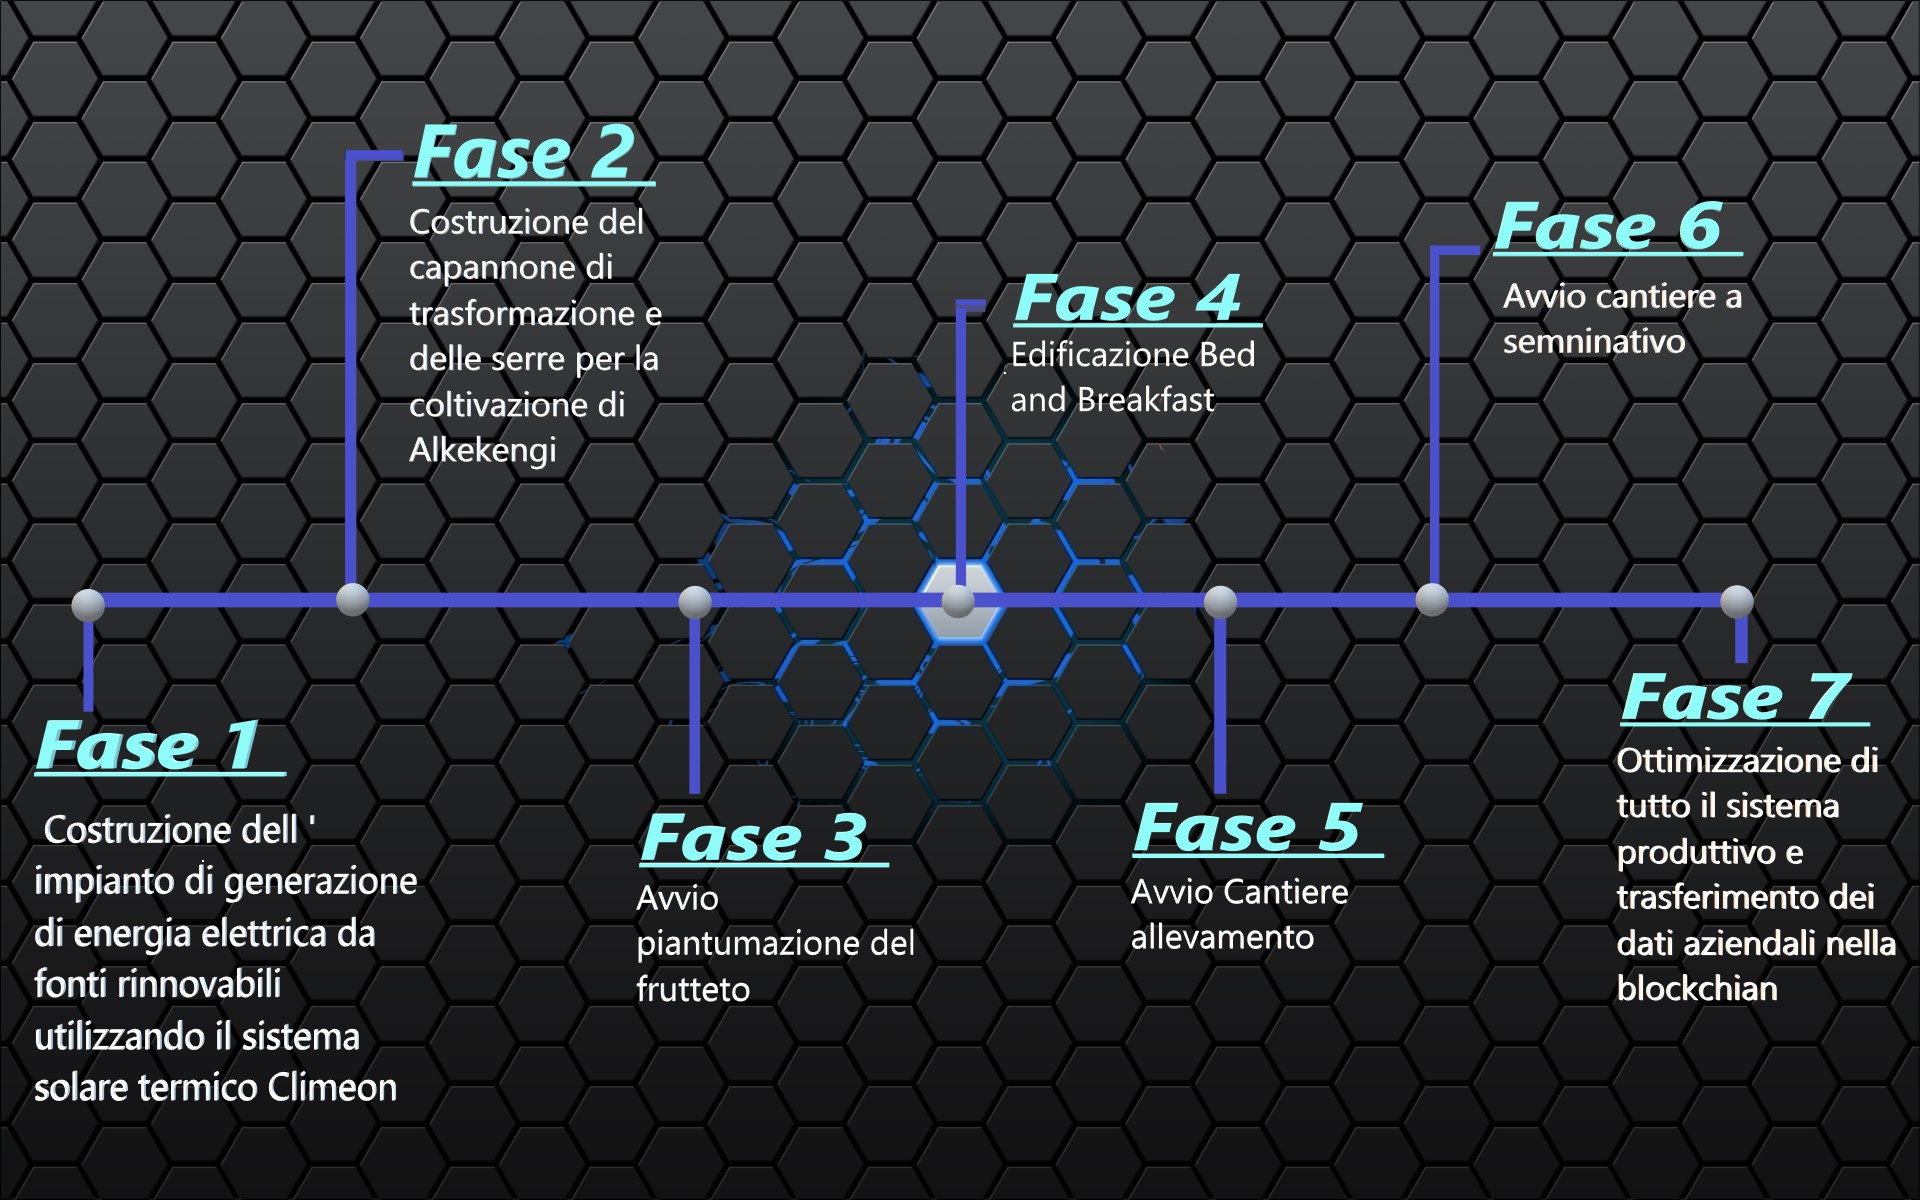 Fase 1
Costruzione dell '
impianto di generazione
di energia elettrica da
fonti rinnovabili
utilizzando il sistema
solare termico Climeon
Fase 2
Costruzione del
capannone di
trasformazione e
delle serre per la
coltivazione di
Alkekengi
Fase 3
Avvio
piantumazione del
frutteto
Fase 4
Edificazione Bed
and Breakfast
Fase 5
Avvio Cantiere
allevamento
Fase 6
Avvio cantiere a
semninativo
Fase 7
Ottimizzazione di
tutto il sistema
produttivo e
trasferimento dei
dati aziendali nella
blockchian